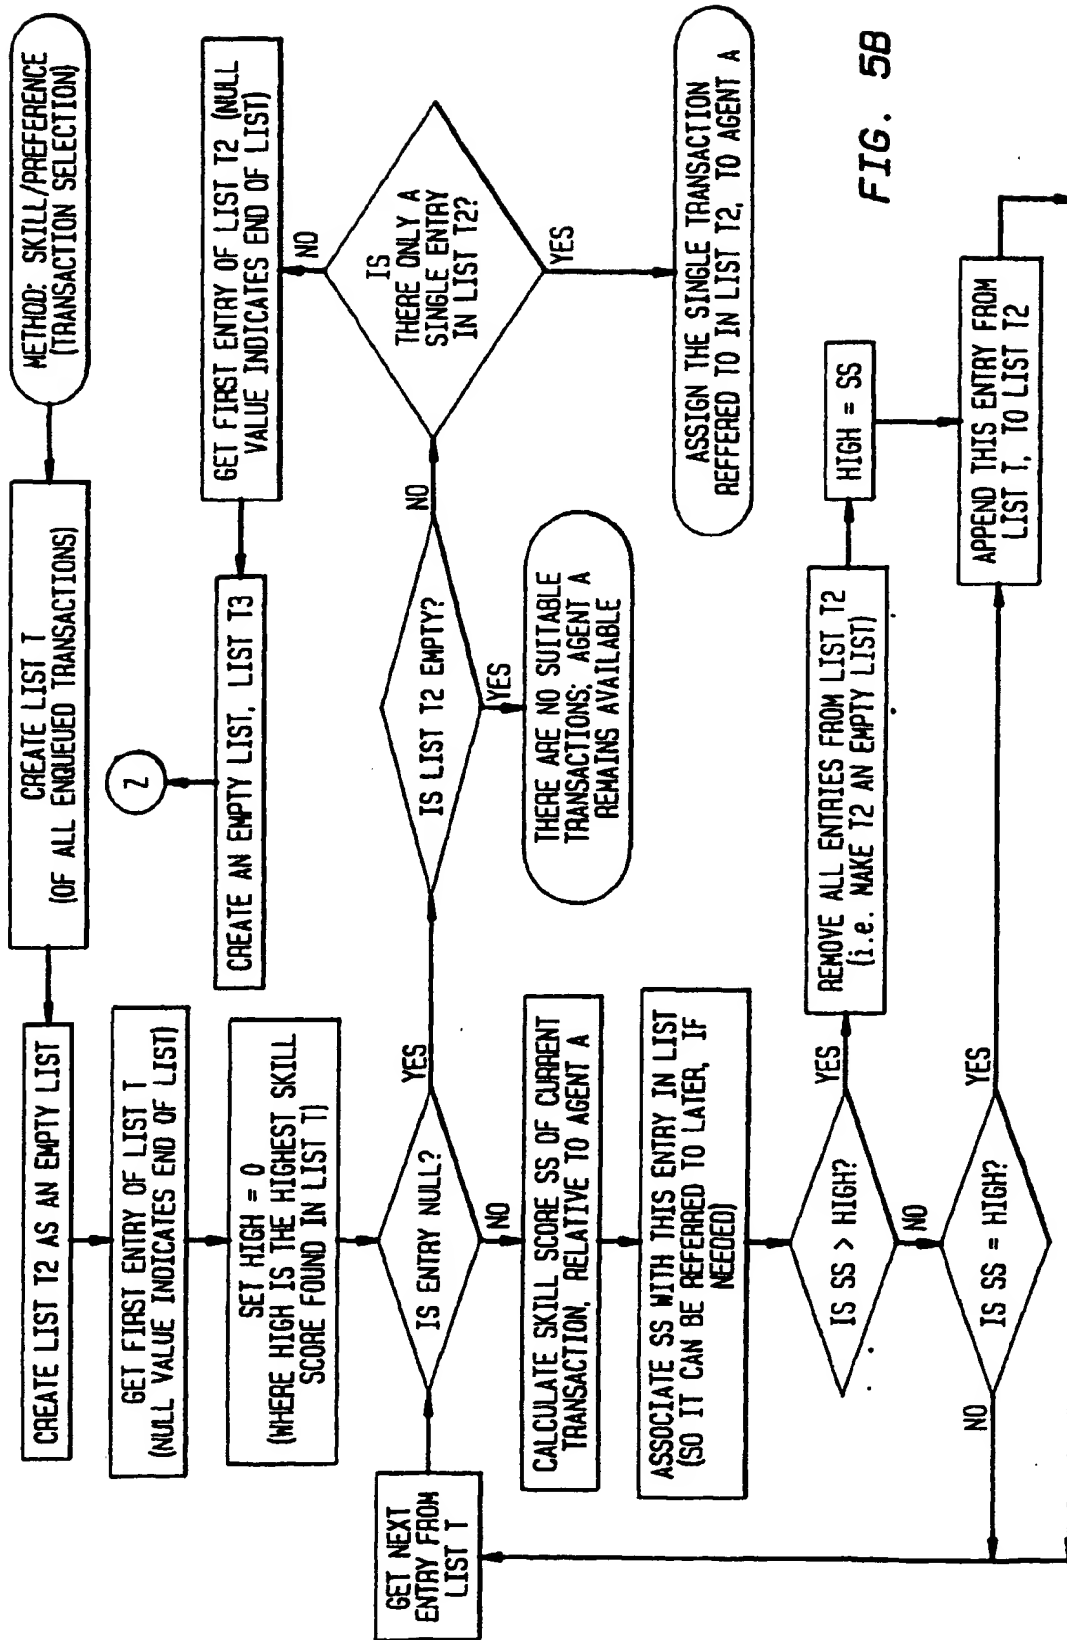 METHOD: SKILL/PREFERENCE
(TRANSACTION SELECTION)
CREATE LIST T
(OF ALL ENQUEUED TRANSACTIONS)
CREATE LIST T2 AS AN EMPTY LIST
GET FIRST ENTRY OF LIST T
(NULL VALUE INDICATES END OF LIST)
SET HIGH = 0
(WHERE HIGH IS THE HIGHEST SKILL
SCORE FOUND IN LIST T)
GET NEXT
ENTRY FROM
LIST T
IS ENTRY NULL?
YES
NO
CALCULATE SKILL SCORE SS OF CURRENT
TRANSACTION, RELATIVE TO AGENT A
ASSOCIATE SS WITH THIS ENTRY IN LIST
(SO IT CAN BE REFERRED TO LATER, IF
NEEDED)
IS SS > HIGH?
YES
NO
REMOVE ALL ENTRIES FROM LIST T2
(i.e. MAKE T2 AN EMPTY LIST)
HIGH = SS
IS SS = HIGH?
YES
NO
APPEND THIS ENTRY FROM
LIST T, TO LIST T2
IS LIST T2 EMPTY?
NO
YES
THERE ARE NO SUITABLE
TRANSACTIONS; AGENT A
REMAINS AVAILABLE
IS
THERE ONLY A
SINGLE ENTRY
IN LIST T2?
NO
YES
ASSIGN THE SINGLE TRANSACTION
REFFERED TO IN LIST T2, TO AGENT A
GET FIRST ENTRY OF LIST T2 (NULL
VALUE INDICATES END OF LIST)
CREATE AN EMPTY LIST, LIST T3
Z
FIG. 5B